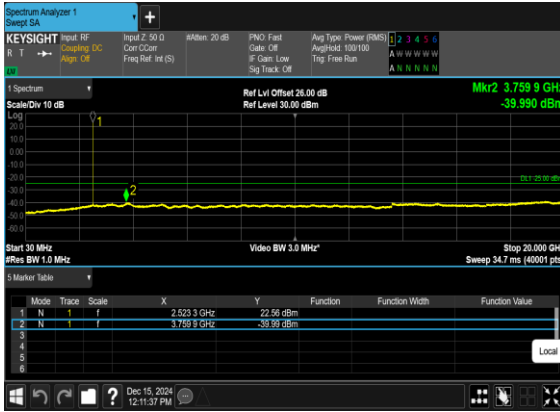 Spectrum Analyzer 1
Swept SA
KEYSIGHT Input: RF Input Z: 50 Ω #Atten: 20 dB PNO: Fast Avg Type: Power (RMS) 1 2 3 4 5 6
R T Coupling: DC Corr CCorr Gate: Off Avg|Hold: 100/100 A W W W W W
Align: Off Freq Ref: Int (S) IF Gain: Low Trig: Free Run
Sig Track: Off A N N N N N
1 Spectrum Ref Lvl Offset 26.00 dB Mkr2 3.759 9 GHz
Scale/Div 10 dB Ref Level 30.00 dBm -39.990 dBm
Log
20.0
10.0
0.00
-10.0
-20.0
-30.0
-40.0
-50.0
-60.0
1
2
DL1 -25.00 dBm
Start 30 MHz Video BW 3.0 MHz* Stop 20.000 GHz
#Res BW 1.0 MHz Sweep 34.7 ms (40001 pts)
5 Marker Table
Mode Trace Scale X Y Function Function Width Function Value
1 N 1 f 2.523 3 GHz 22.56 dBm
2 N 1 f 3.759 9 GHz -39.99 dBm
3
4
5
6
Local
? Dec 15, 2024
12:11:37 PM